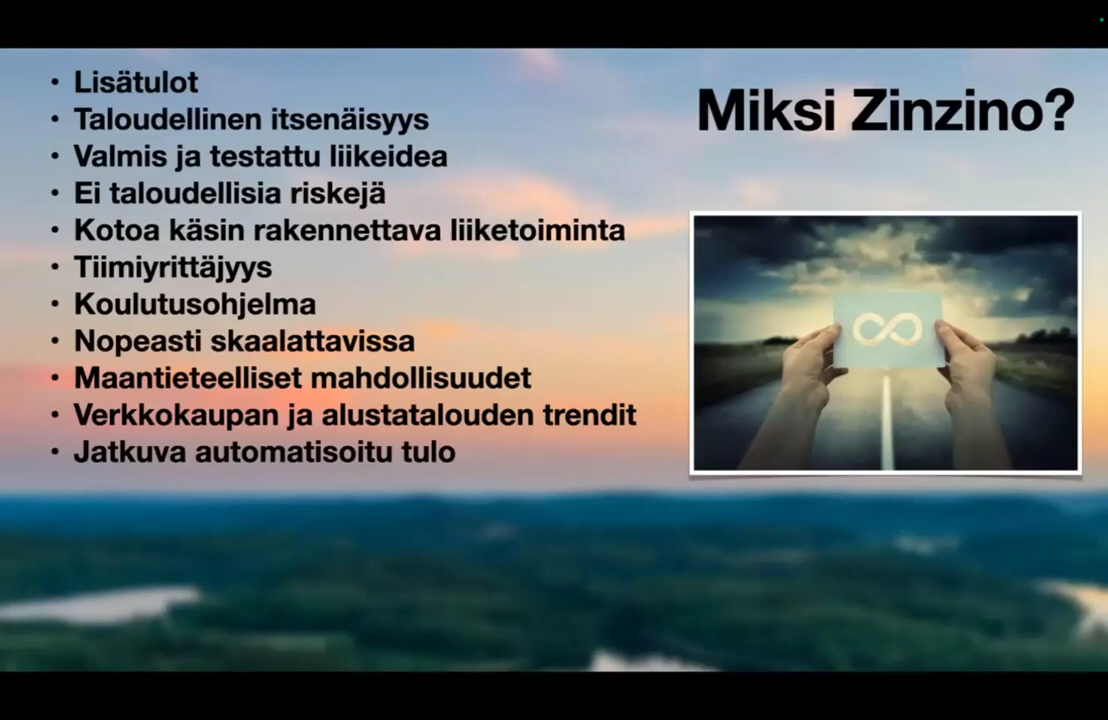 Miksi Zinzino?
• Lisätulot
• Taloudellinen itsenäisyys
• Valmis ja testattu liikeidea
• Ei taloudellisia riskejä
• Kotoa käsin rakennettava liiketoiminta
• Tiimiyrittäjyys
• Koulutusohjelma
• Nopeasti skaalattavissa
• Maantieteelliset mahdollisuudet
• Verkkokaupan ja alustatalouden trendit
• Jatkuva automatisoitu tulo